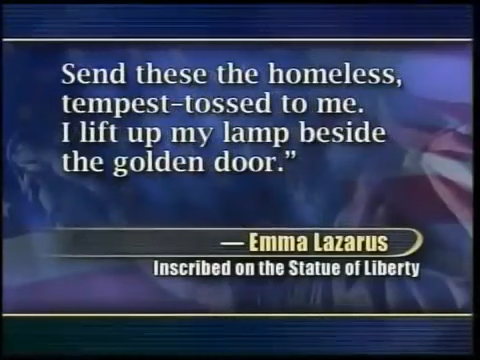 Send these the homeless,
tempest-tossed to me.
I lift up my lamp beside
the golden door.”
— Emma Lazarus
Inscribed on the Statue of Liberty